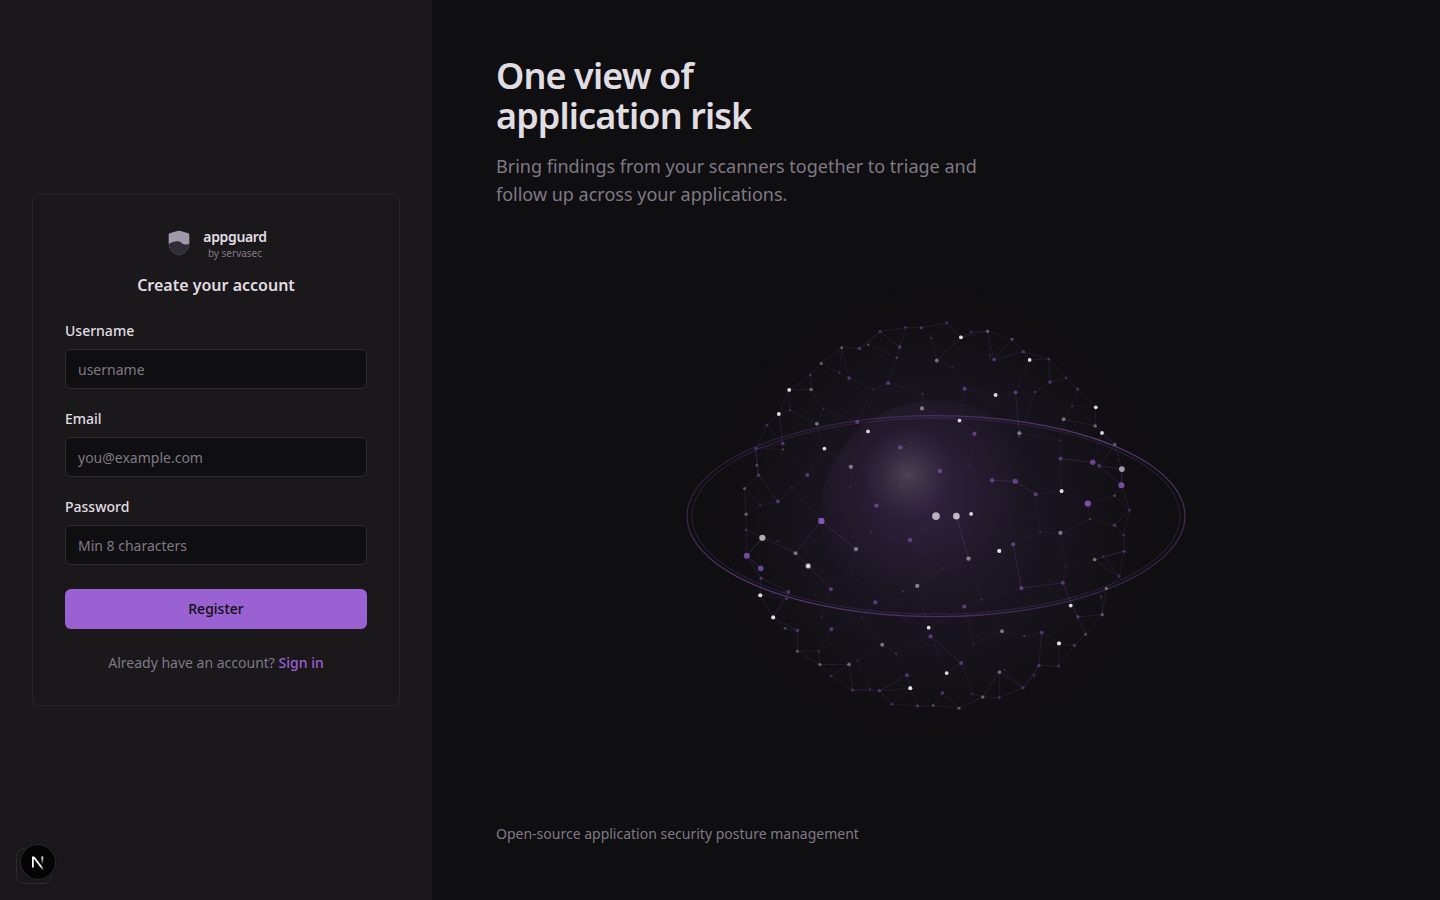 appguard
by servasec
Create your account
Username
username
Email
you@example.com
Password
Min 8 characters
Register
Already have an account? Sign in
N
One view of
application risk
Bring findings from your scanners together to triage and
follow up across your applications.
Open-source application security posture management